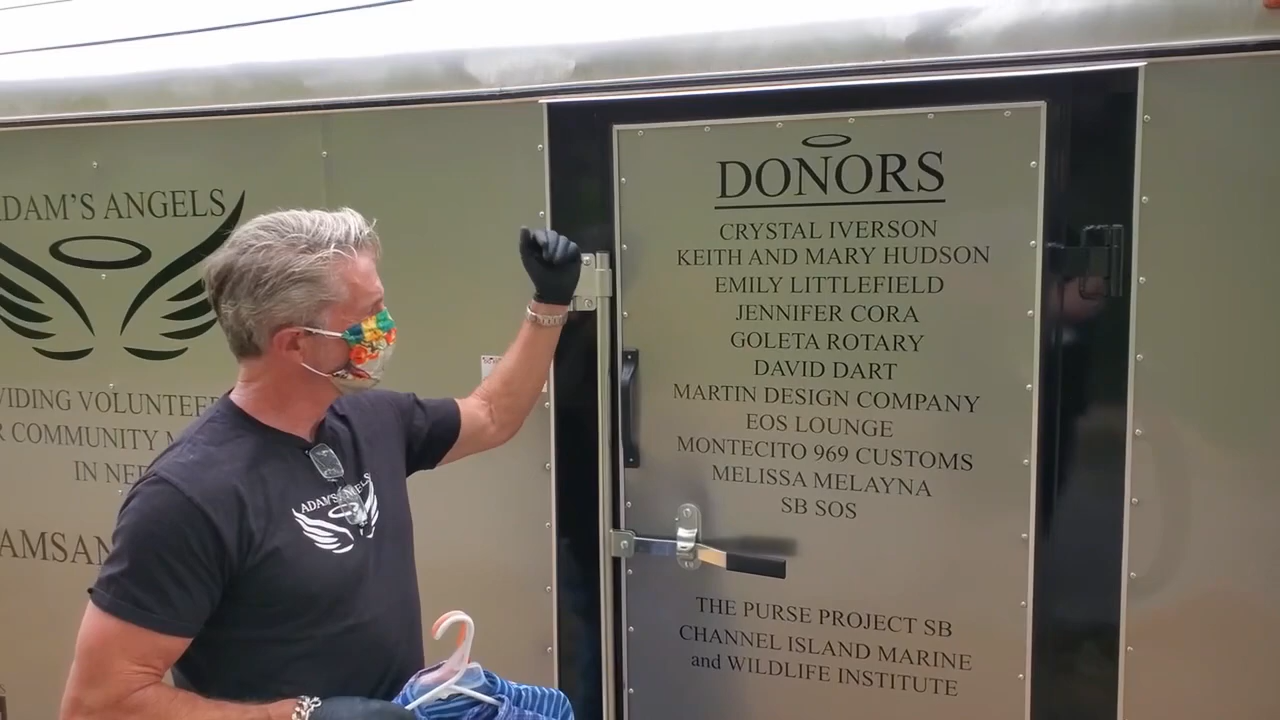 ADAM'S ANGELS
VIDING VOLUNTEE
R COMMUNITY
IN NEE
AMSAN
ADAM'S ANGELS
DONORS
CRYSTAL IVERSON
KEITH AND MARY HUDSON
EMILY LITTLEFIELD
JENNIFER CORA
GOLETA ROTARY
DAVID DART
MARTIN DESIGN COMPANY
EOS LOUNGE
MONTECITO 969 CUSTOMS
MELISSA MELAYNA
SB SOS
THE PURSE PROJECT SB
CHANNEL ISLAND MARINE
and WILDLIFE INSTITUTE